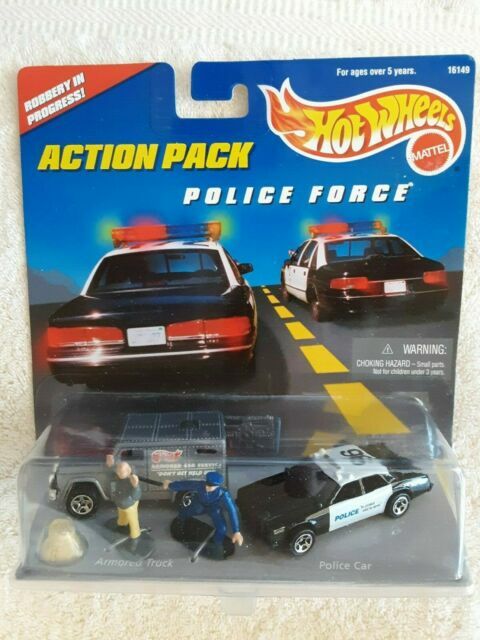 For ages over 5 years. 16149
ROBBERY IN
PROGRESS!
HOT WHEELS
MATTEL
ACTION PACK
POLICE FORCE
WARNING:
CHOKING HAZARD – Small parts.
Not for children under 3 years.
ARMORED CAR SERVICE
POLICE
Armored Truck
Police Car